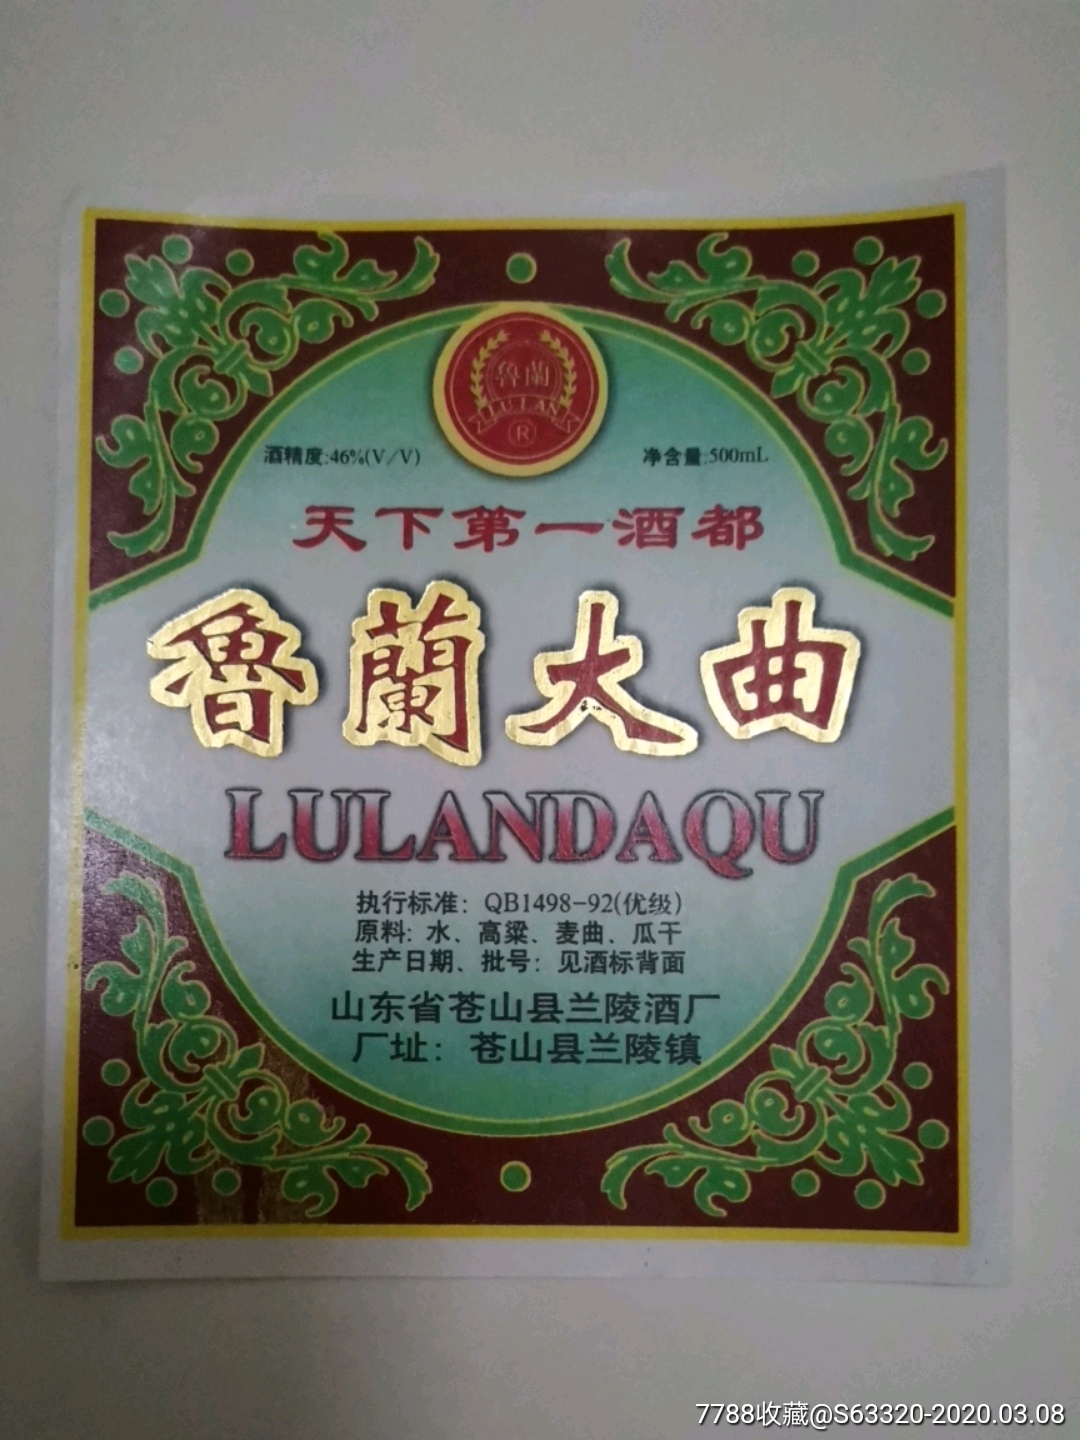 魯蘭
LULAN
R
酒精度:46%(V/V)
净含量:500mL
天下第一酒都
魯蘭大曲
LULANDAQU
执行标准：QB1498-92(优级)
原料: 水、高粱、麦曲、瓜干
生产日期、批号：见酒标背面
山东省苍山县兰陵酒厂
厂址：苍山县兰陵镇
7788收藏@S63320-2020.03.08